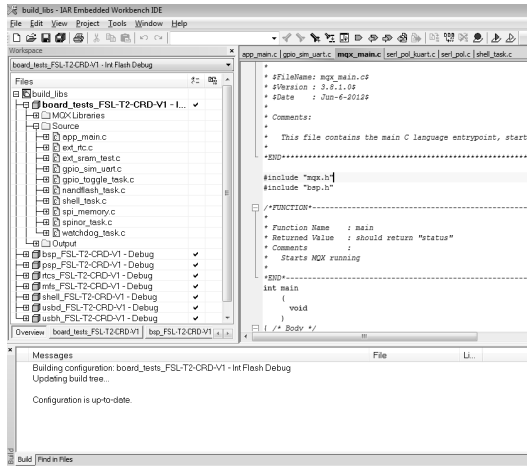 build_libs - IAR Embedded Workbench IDE
File Edit View Project Tools Window Help
Workspace
board_tests_FSL-T2-CRD-V1 - Int Flash Debug
Files
build_libs
board_tests_FSL-T2-CRD-V1 - I...
MQX Libraries
Source
app_main.c
ext_rtc.c
ext_sram_test.c
gpio_sim_uart.c
gpio_toggle_task.c
nandflash_task.c
shell_task.c
spi_memory.c
spinor_task.c
watchdog_task.c
Output
bsp_FSL-T2-CRD-V1 - Debug
psp_FSL-T2-CRD-V1 - Debug
rtcs_FSL-T2-CRD-V1 - Debug
mfs_FSL-T2-CRD-V1 - Debug
shell_FSL-T2-CRD-V1 - Debug
usbd_FSL-T2-CRD-V1 - Debug
usbh_FSL-T2-CRD-V1 - Debug
Overview board_tests_FSL-T2-CRD-V1 bsp_FSL-T2-CRD-V1
app_main.c gpio_sim_uart.c mqx_main.c serl_pol_kuart.c serl_pol.c shell_task.c
*
* $FileName: mqx_main.c$
* $Version : 3.8.1.0$
* $Date : Jun-6-2012$
*
* Comments:
*
* This file contains the main C language entrypoint, start
*
*END************************************************
#include "mqx.h"
#include "bsp.h"
/*FUNCTION*-----------------------------------------
*
* Function Name : main
* Returned Value : should return "status"
* Comments
* Starts MQX running
*
*END*----------------------------------------------
int main
(
void
)
{ /* Body */
Messages File Li...
Building configuration: board_tests_FSL-T2-CRD-V1 - Int Flash Debug
Updating build tree...
Configuration is up-to-date.
Build
Build Find in Files